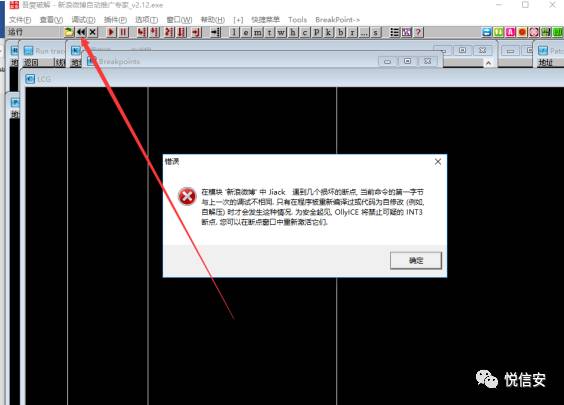 吾爱破解 - 新浪微博自动推广专家_v2.12.exe
文件(F) 查看(V) 调试(D) 插件(P) 选项(T) 窗口(W) 帮助(H) [+] 快捷菜单 Tools BreakPoint->
运行
l e m t w h c p k b r ... s
Run trace
Patc
地址
返回
线程
地址
Breakpoints
LCG
错误
在模块 '新浪微博' 中 Jiack 遇到几个损坏的断点, 当前命令的第一字节
与上一次的调试不相同. 只有在程序被重新编译过或代码为自修改 (例如,
自解压) 时才会发生这种情况. 为安全起见, OllyICE 将禁止可疑的 INT3
断点. 您可以在断点窗口中重新激活它们.
确定
悦信安